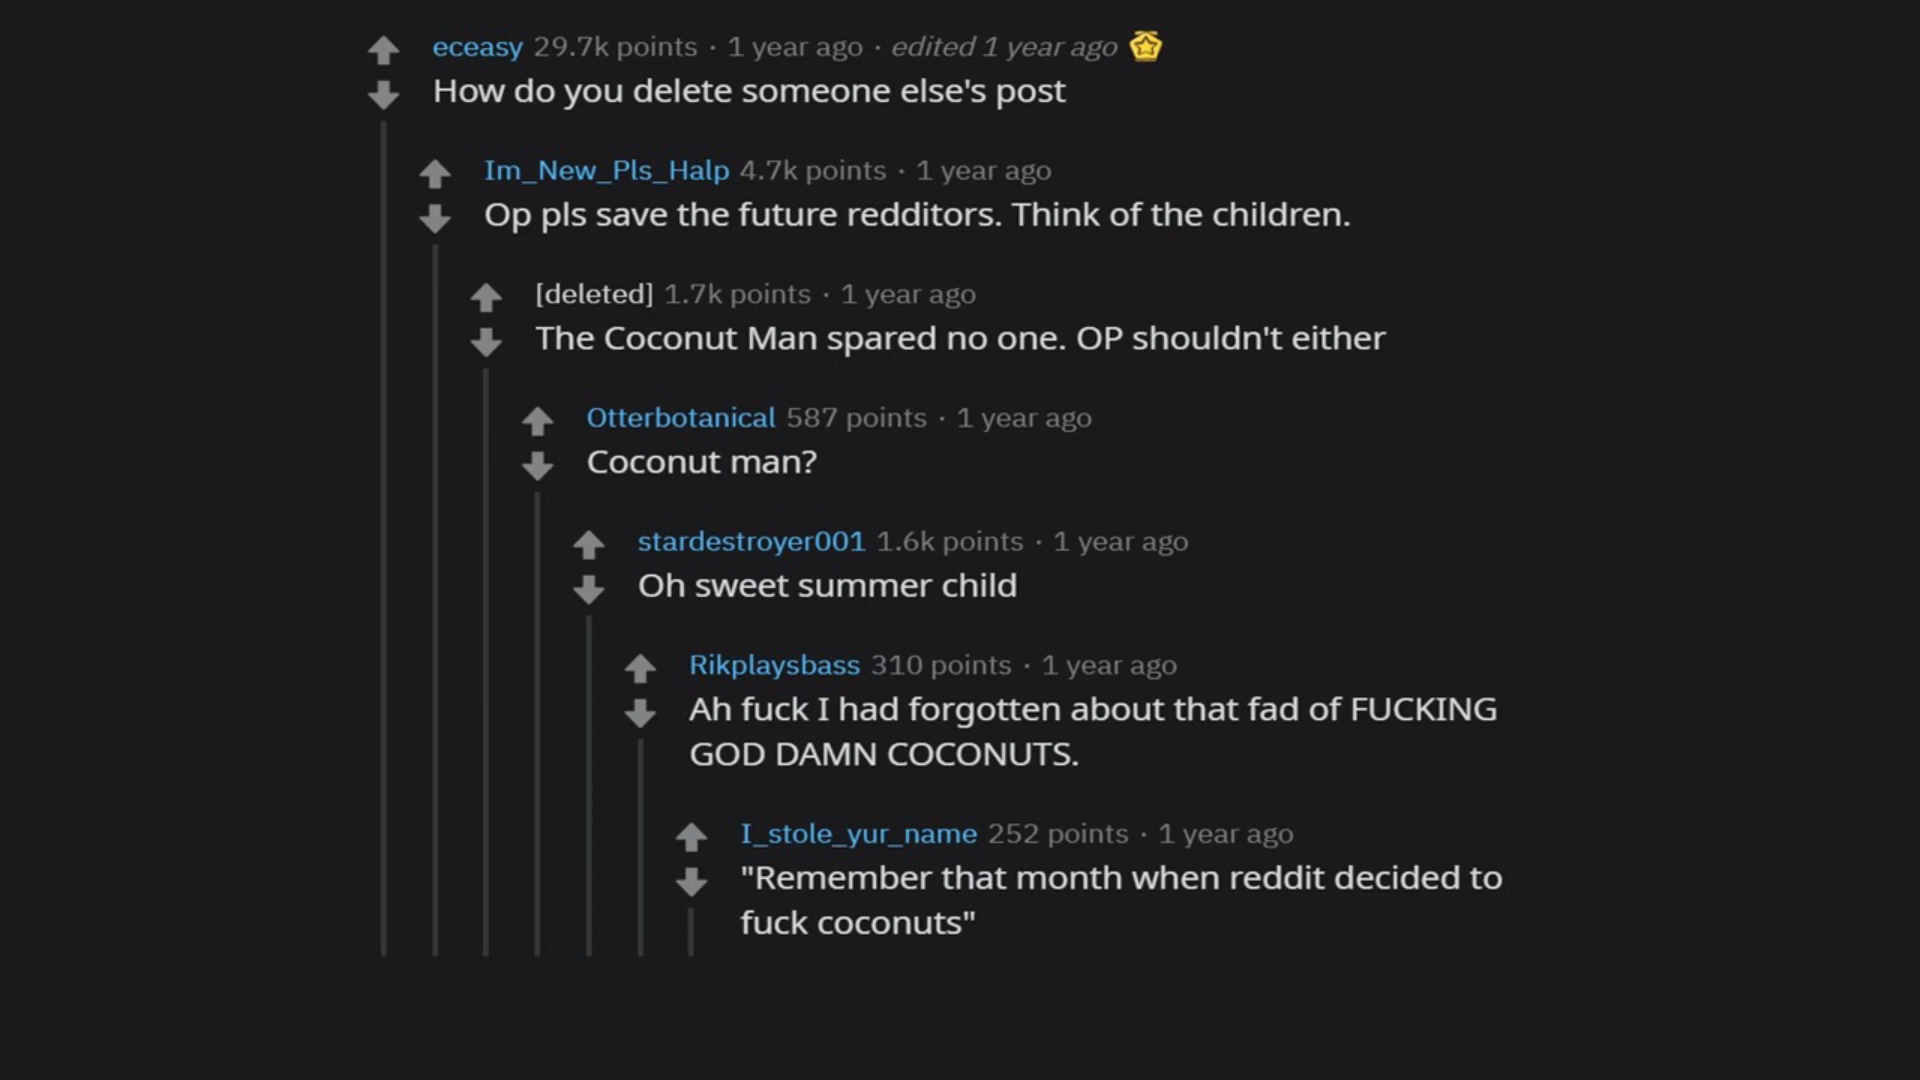 eceasy 29.7k points · 1 year ago · edited 1 year ago
How do you delete someone else's post
Im_New_Pls_Halp 4.7k points · 1 year ago
Op pls save the future redditors. Think of the children.
[deleted] 1.7k points · 1 year ago
The Coconut Man spared no one. OP shouldn't either
Otterbotanical 587 points · 1 year ago
Coconut man?
stardestroyer001 1.6k points · 1 year ago
Oh sweet summer child
Rikplaysbass 310 points · 1 year ago
Ah fuck I had forgotten about that fad of FUCKING
GOD DAMN COCONUTS.
I_stole_yur_name 252 points · 1 year ago
"Remember that month when reddit decided to
fuck coconuts"